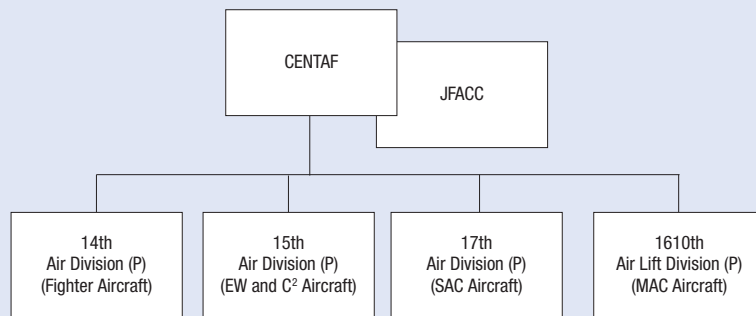 CENTAF
JFACC
14th
Air Division (P)
(Fighter Aircraft)
15th
Air Division (P)
(EW and C² Aircraft)
17th
Air Division (P)
(SAC Aircraft)
1610th
Air Lift Division (P)
(MAC Aircraft)